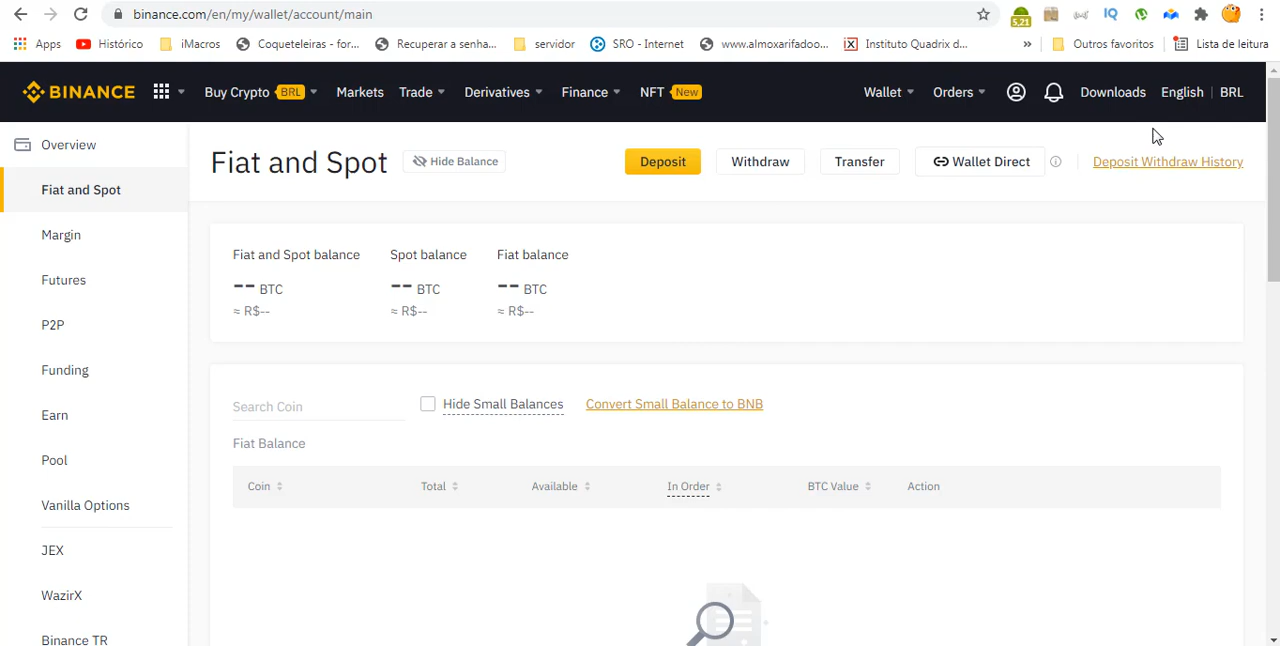 binance.com/en/my/wallet/account/main
5,21
IQ
Apps Histórico iMacros Coqueteleiras - for... Recuperar a senha... servidor SRO - Internet www.almoxarifadoo... Instituto Quadrix d... » Outros favoritos Lista de leitura
BINANCE Buy Crypto BRL Markets Trade Derivatives Finance NFT New Wallet Orders Downloads English | BRL
Overview
Fiat and Spot
Margin
Futures
P2P
Funding
Earn
Pool
Vanilla Options
JEX
WazirX
Binance TR
Fiat and Spot Hide Balance Deposit Withdraw Transfer Wallet Direct Deposit Withdraw History
Fiat and Spot balance Spot balance Fiat balance
-- BTC -- BTC -- BTC
≈ R$-- ≈ R$-- ≈ R$--
Search Coin Hide Small Balances Convert Small Balance to BNB
Fiat Balance
Coin Total Available In Order BTC Value Action